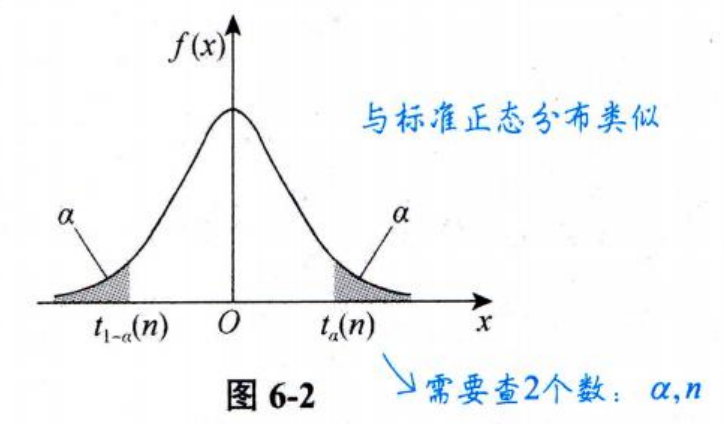 f(x)
与标准正态分布类似
α
α
t₁₋α(n)
O
tα(n)
x
图 6-2
需要查2个数：α,n